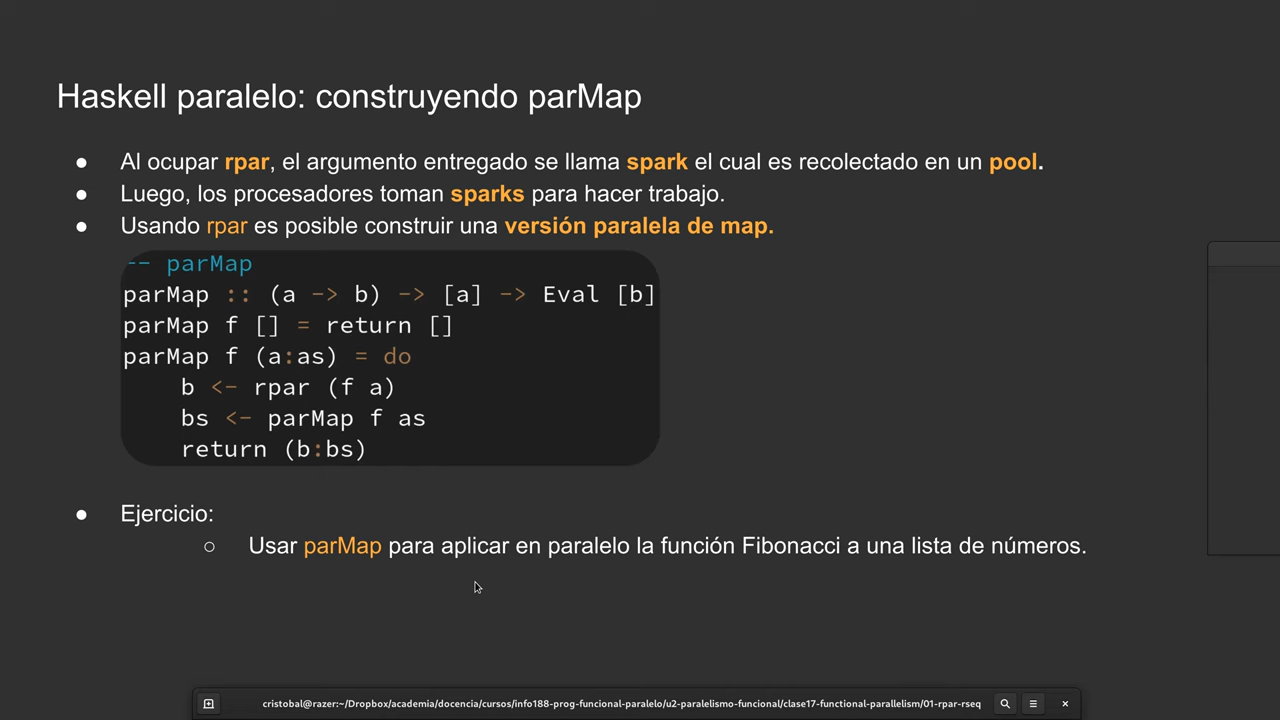 Haskell paralelo: construyendo parMap
● Al ocupar rpar, el argumento entregado se llama spark el cual es recolectado en un pool.
● Luego, los procesadores toman sparks para hacer trabajo.
● Usando rpar es posible construir una versión paralela de map.
-- parMap
parMap :: (a -> b) -> [a] -> Eval [b]
parMap f [] = return []
parMap f (a:as) = do
    b <- rpar (f a)
    bs <- parMap f as
    return (b:bs)
● Ejercicio:
○ Usar parMap para aplicar en paralelo la función Fibonacci a una lista de números.
cristobal@razer:~/Dropbox/academia/docencia/cursos/info188-prog-funcional-paralelo/u2-paralelismo-funcional/clase17-functional-parallelism/01-rpar-rseq